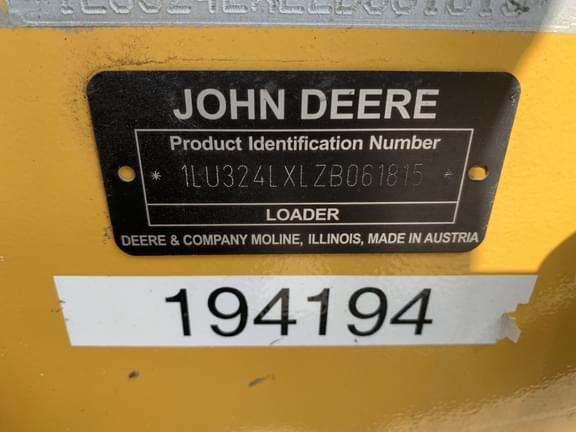 JOHN DEERE
Product Identification Number
* 1LU324LXLZB061815 *
LOADER
DEERE & COMPANY MOLINE, ILLINOIS, MADE IN AUSTRIA
194194